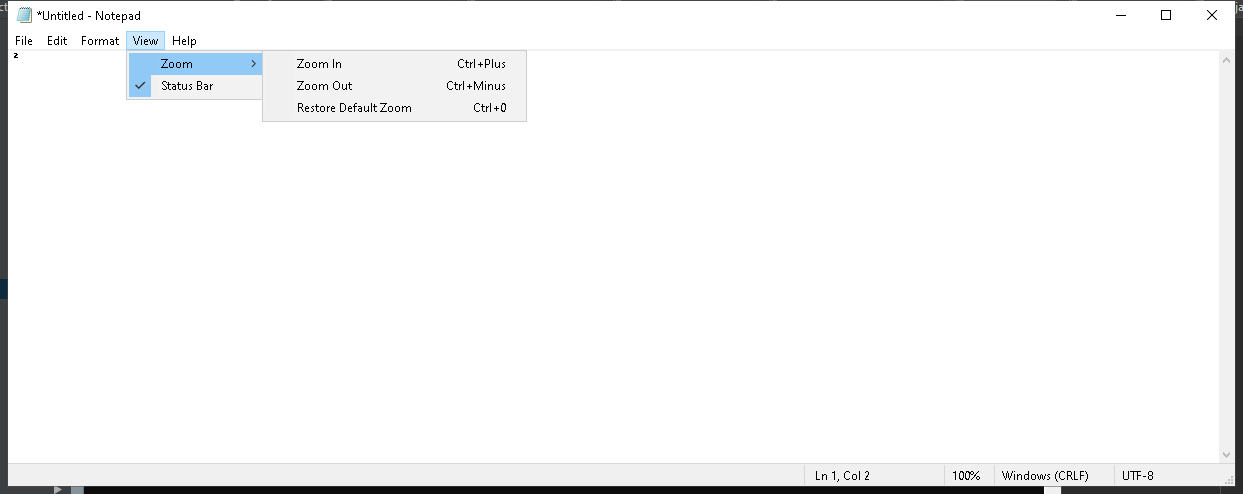 *Untitled - Notepad
File Edit Format View Help
²
Zoom
Status Bar
Zoom In Ctrl+Plus
Zoom Out Ctrl+Minus
Restore Default Zoom Ctrl+0
Ln 1, Col 2 100% Windows (CRLF) UTF-8